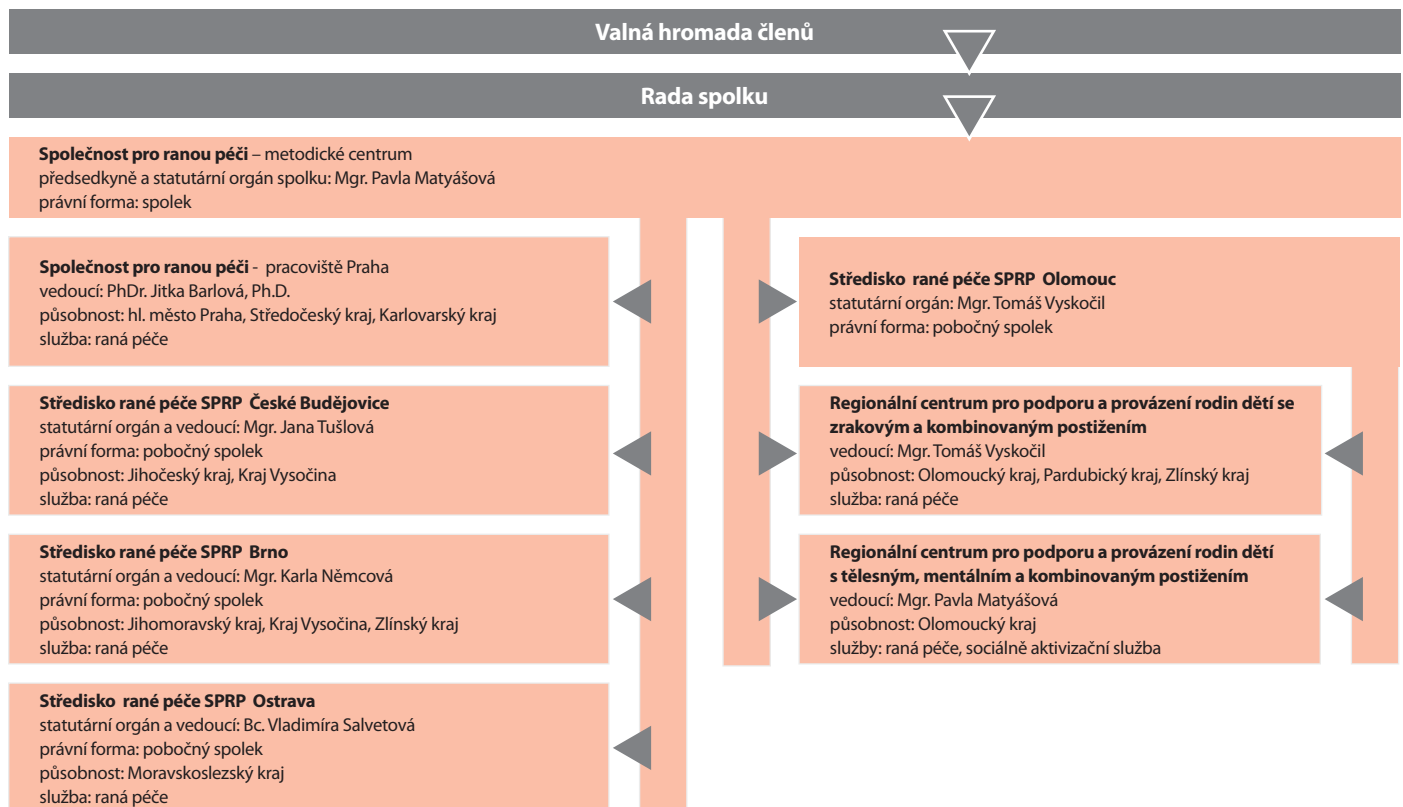 Valná hromada členů
Rada spolku
Společnost pro ranou péči – metodické centrum
předsedkyně a statutární orgán spolku: Mgr. Pavla Matyášová
právní forma: spolek
Společnost pro ranou péči - pracoviště Praha
vedoucí: PhDr. Jitka Barlová, Ph.D.
působnost: hl. město Praha, Středočeský kraj, Karlovarský kraj
služba: raná péče
Středisko rané péče SPRP České Budějovice
statutární orgán a vedoucí: Mgr. Jana Tušlová
právní forma: pobočný spolek
působnost: Jihočeský kraj, Kraj Vysočina
služba: raná péče
Středisko rané péče SPRP Brno
statutární orgán a vedoucí: Mgr. Karla Němcová
právní forma: pobočný spolek
působnost: Jihomoravský kraj, Kraj Vysočina, Zlínský kraj
služba: raná péče
Středisko rané péče SPRP Ostrava
statutární orgán a vedoucí: Bc. Vladimíra Salvetová
právní forma: pobočný spolek
působnost: Moravskoslezský kraj
služba: raná péče
Středisko rané péče SPRP Olomouc
statutární orgán: Mgr. Tomáš Vyskočil
právní forma: pobočný spolek
Regionální centrum pro podporu a provázení rodin dětí se
zrakovým a kombinovaným postižením
vedoucí: Mgr. Tomáš Vyskočil
působnost: Olomoucký kraj, Pardubický kraj, Zlínský kraj
služba: raná péče
Regionální centrum pro podporu a provázení rodin dětí
s tělesným, mentálním a kombinovaným postižením
vedoucí: Mgr. Pavla Matyášová
působnost: Olomoucký kraj
služby: raná péče, sociálně aktivizační služba